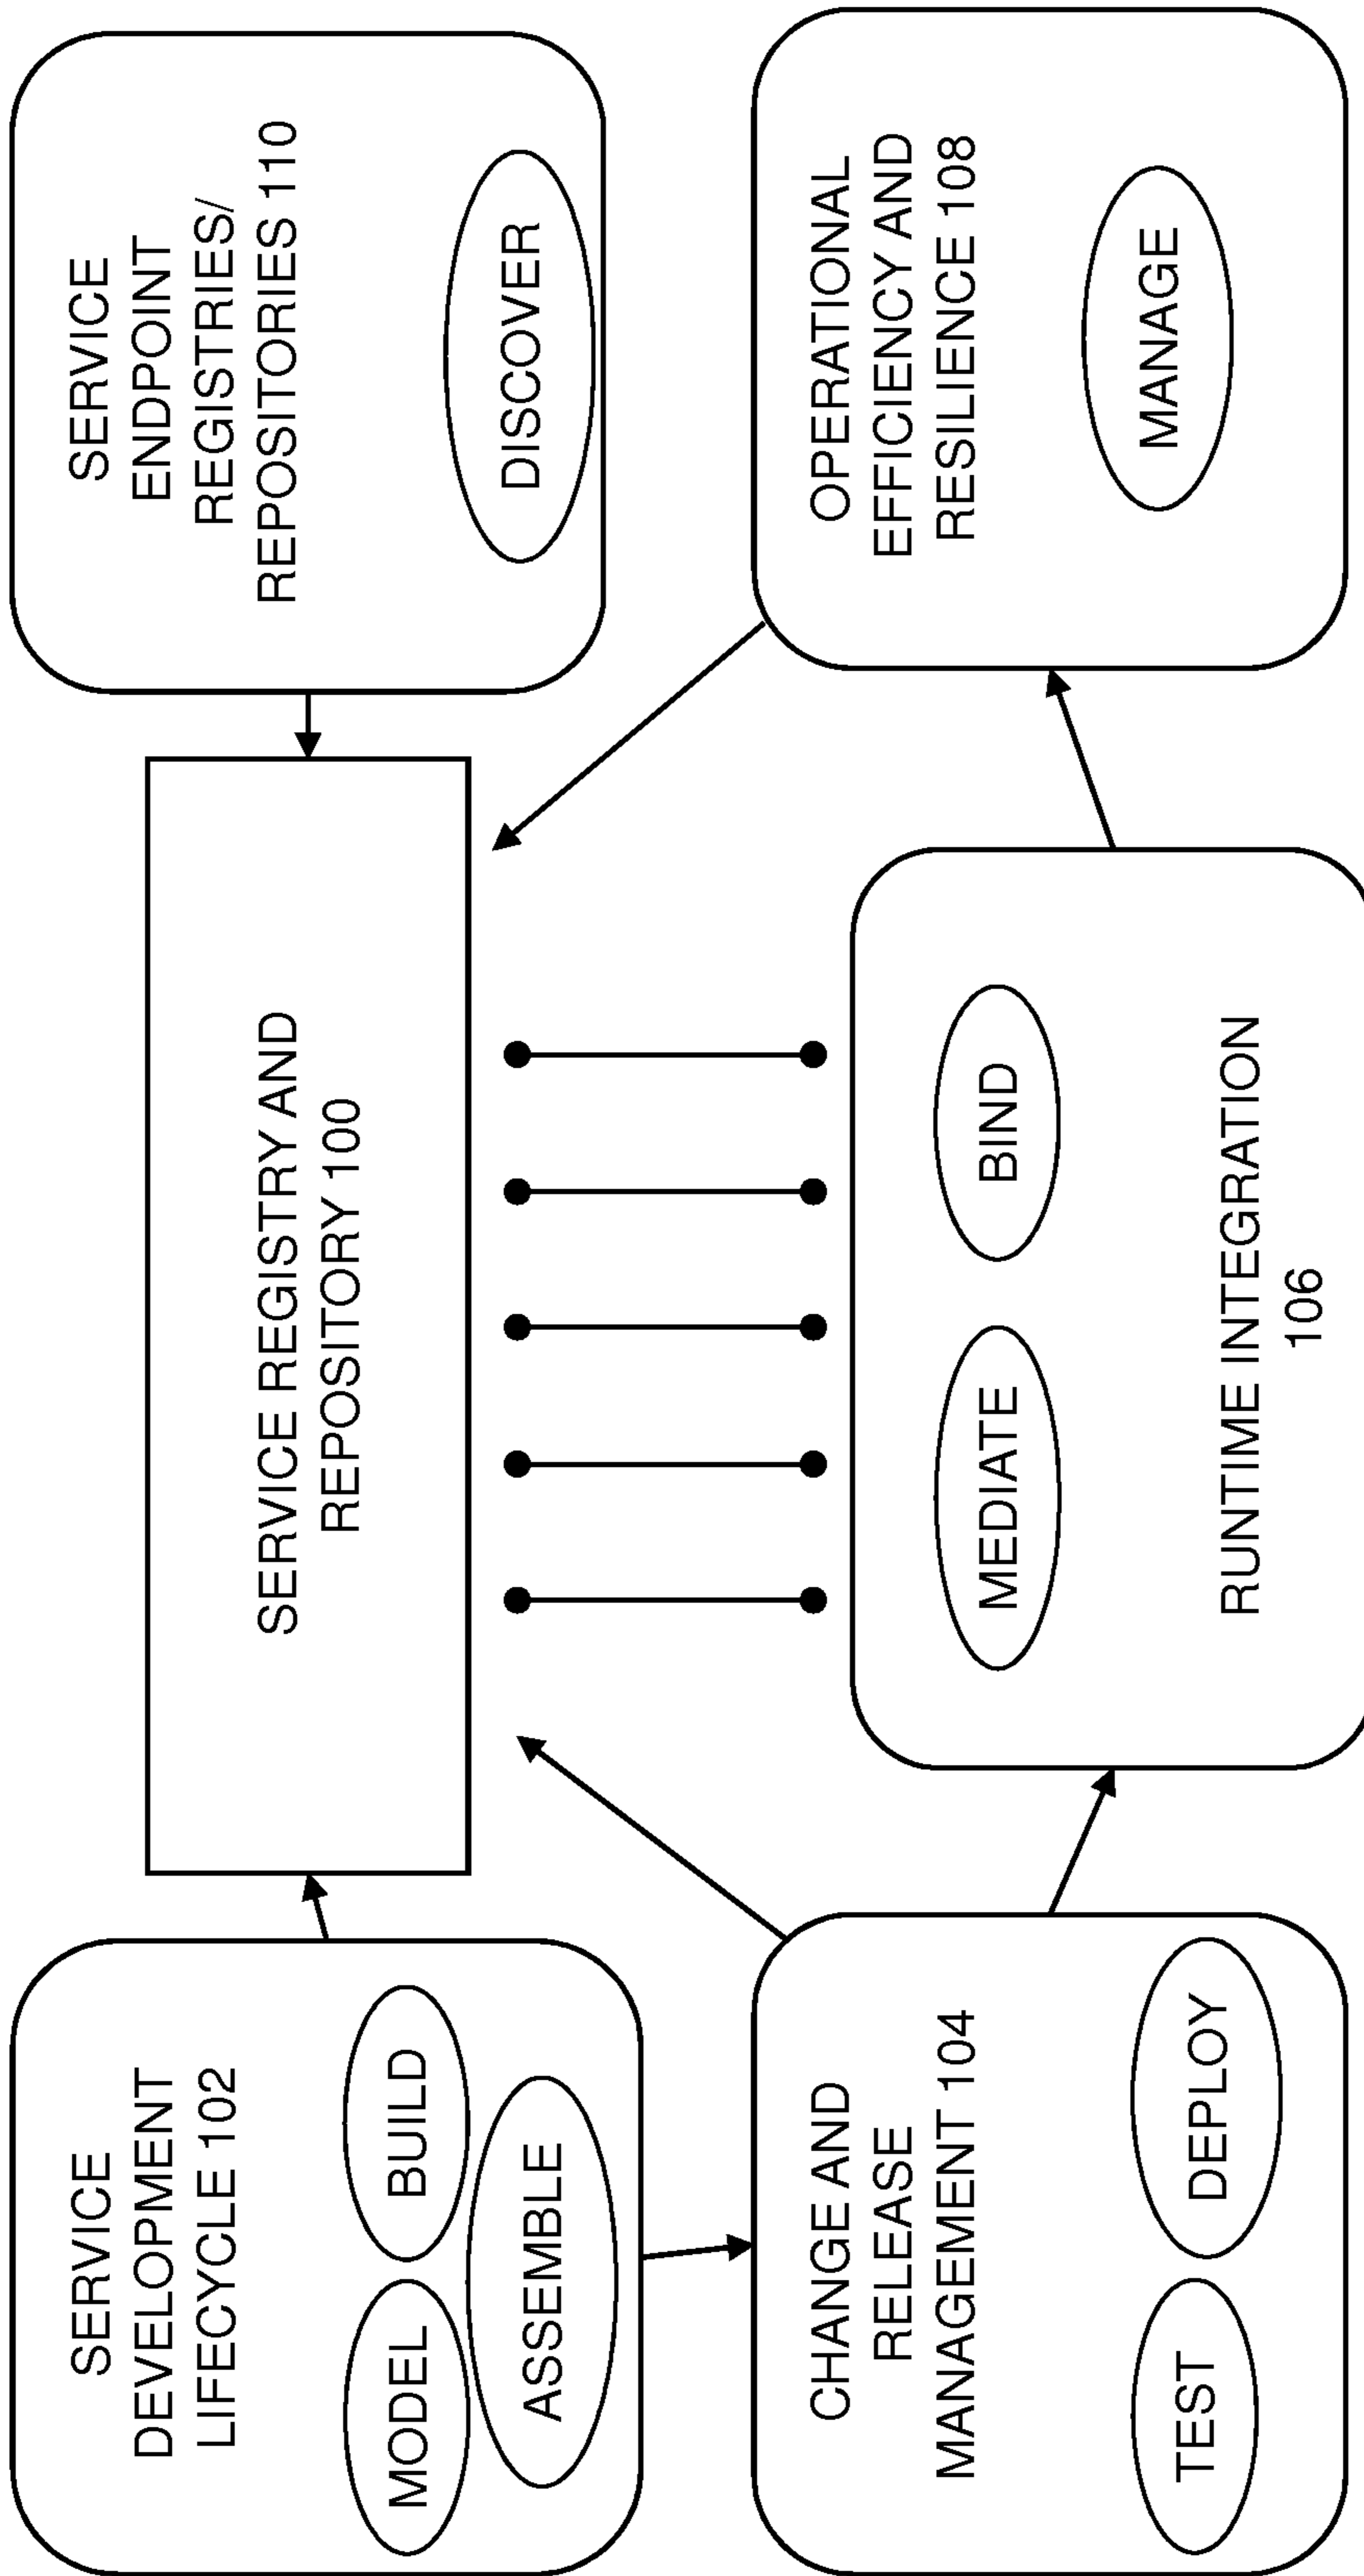 SERVICE
DEVELOPMENT
LIFECYCLE 102
MODEL
BUILD
ASSEMBLE
SERVICE REGISTRY AND
REPOSITORY 100
SERVICE
ENDPOINT
REGISTRIES/
REPOSITORIES 110
DISCOVER
CHANGE AND
RELEASE
MANAGEMENT 104
TEST
DEPLOY
MEDIATE
BIND
RUNTIME INTEGRATION
106
OPERATIONAL
EFFICIENCY AND
RESILIENCE 108
MANAGE